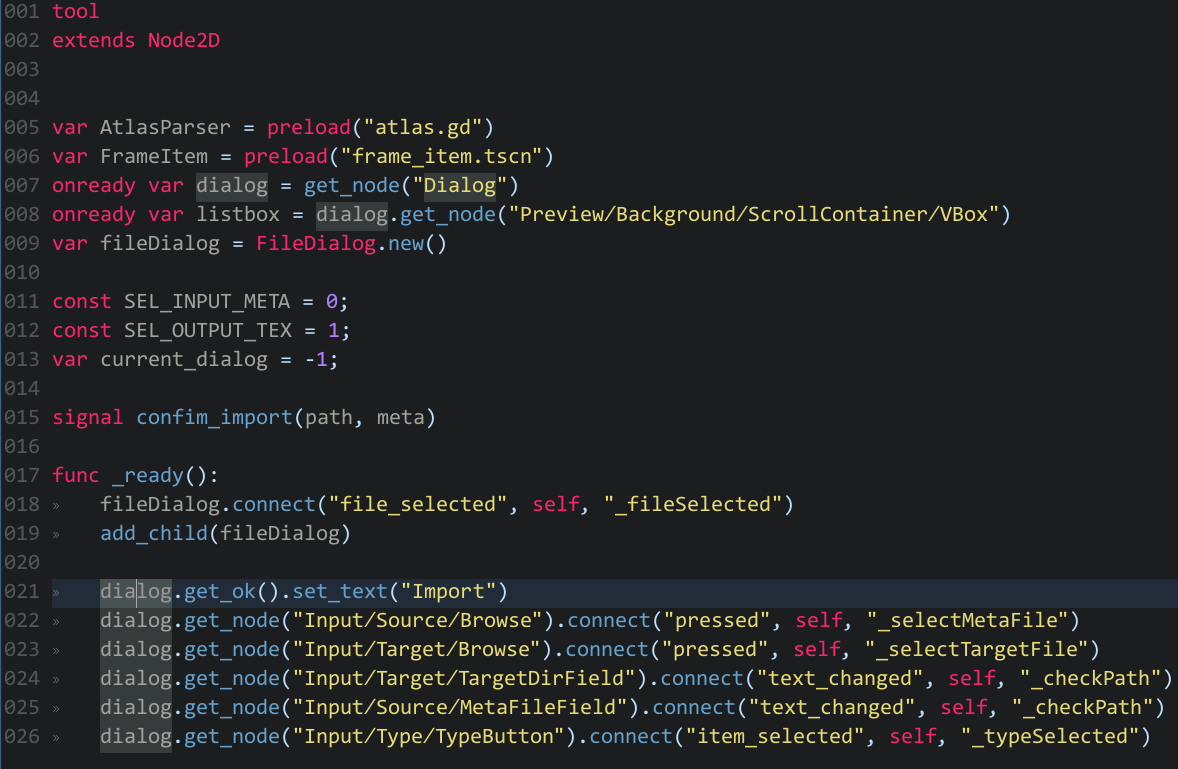 001 tool
002 extends Node2D
003
004
005 var AtlasParser = preload("atlas.gd")
006 var FrameItem = preload("frame_item.tscn")
007 onready var dialog = get_node("Dialog")
008 onready var listbox = dialog.get_node("Preview/Background/ScrollContainer/VBox")
009 var fileDialog = FileDialog.new()
010
011 const SEL_INPUT_META = 0;
012 const SEL_OUTPUT_TEX = 1;
013 var current_dialog = -1;
014
015 signal confim_import(path, meta)
016
017 func _ready():
018 »   fileDialog.connect("file_selected", self, "_fileSelected")
019 »   add_child(fileDialog)
020
021 »   dialog.get_ok().set_text("Import")
022 »   dialog.get_node("Input/Source/Browse").connect("pressed", self, "_selectMetaFile")
023 »   dialog.get_node("Input/Target/Browse").connect("pressed", self, "_selectTargetFile")
024 »   dialog.get_node("Input/Target/TargetDirField").connect("text_changed", self, "_checkPath")
025 »   dialog.get_node("Input/Source/MetaFileField").connect("text_changed", self, "_checkPath")
026 »   dialog.get_node("Input/Type/TypeButton").connect("item_selected", self, "_typeSelected")